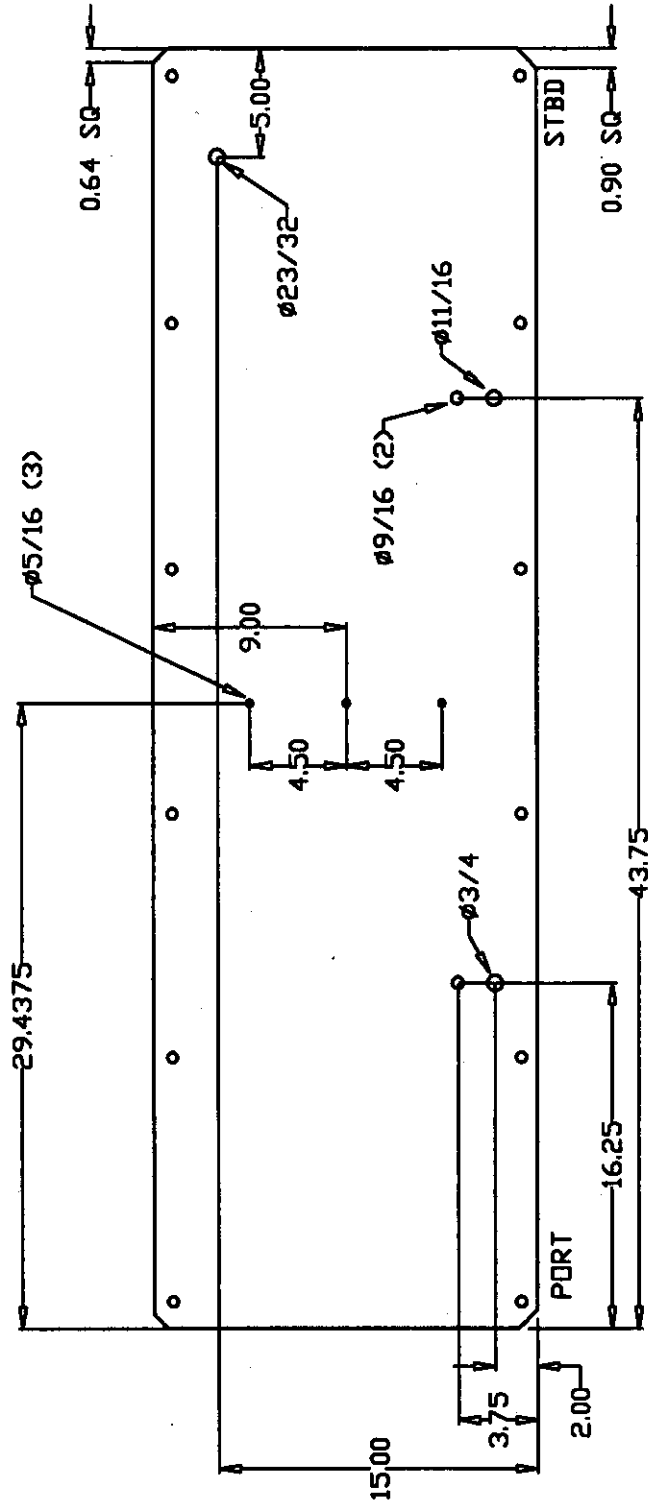 29.4375
ø5/16 (3)
0.64 SQ
9.00
4.50
4.50
5.00
ø23/32
15.00
3.75
2.00
ø3/4
ø9/16 (2)
ø11/16
PORT
STBD
16.25
43.75
0.90 SQ